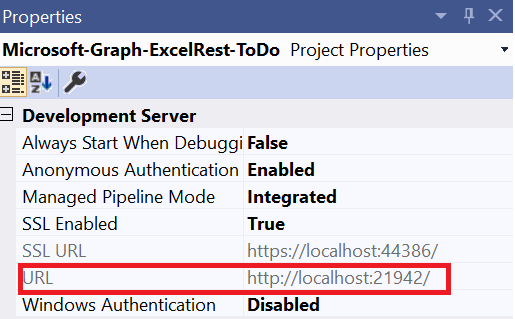 Properties
Microsoft-Graph-ExcelRest-ToDo Project Properties
Development Server
Always Start When Debuggi False
Anonymous Authentication Enabled
Managed Pipeline Mode Integrated
SSL Enabled True
SSL URL https://localhost:44386/
URL http://localhost:21942/
Windows Authentication Disabled